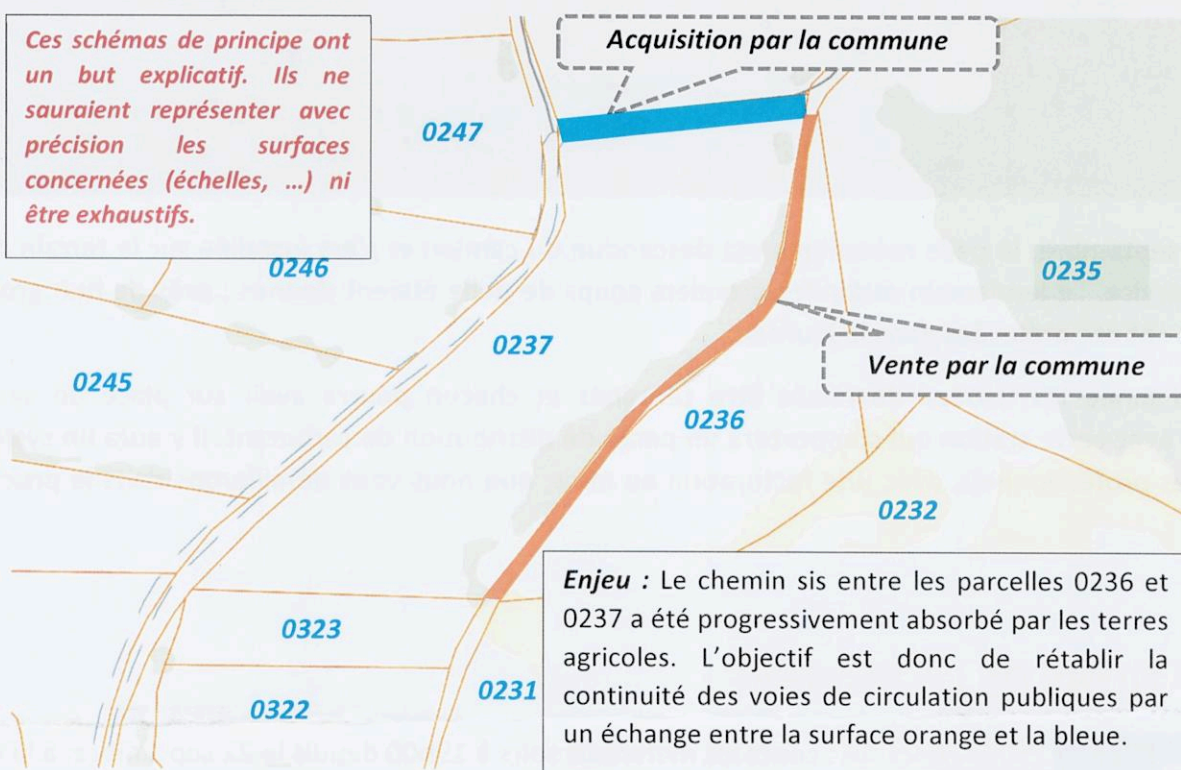 Ces schémas de principe ont
un but explicatif. Ils ne
sauraient représenter avec
précision les surfaces
concernées (échelles, …) ni
être exhaustifs.
Acquisition par la commune
0247
0246
0245
0237
0235
Vente par la commune
0236
0232
0323
0322
0231
Enjeu : Le chemin sis entre les parcelles 0236 et
0237 a été progressivement absorbé par les terres
agricoles. L’objectif est donc de rétablir la
continuité des voies de circulation publiques par
un échange entre la surface orange et la bleue.